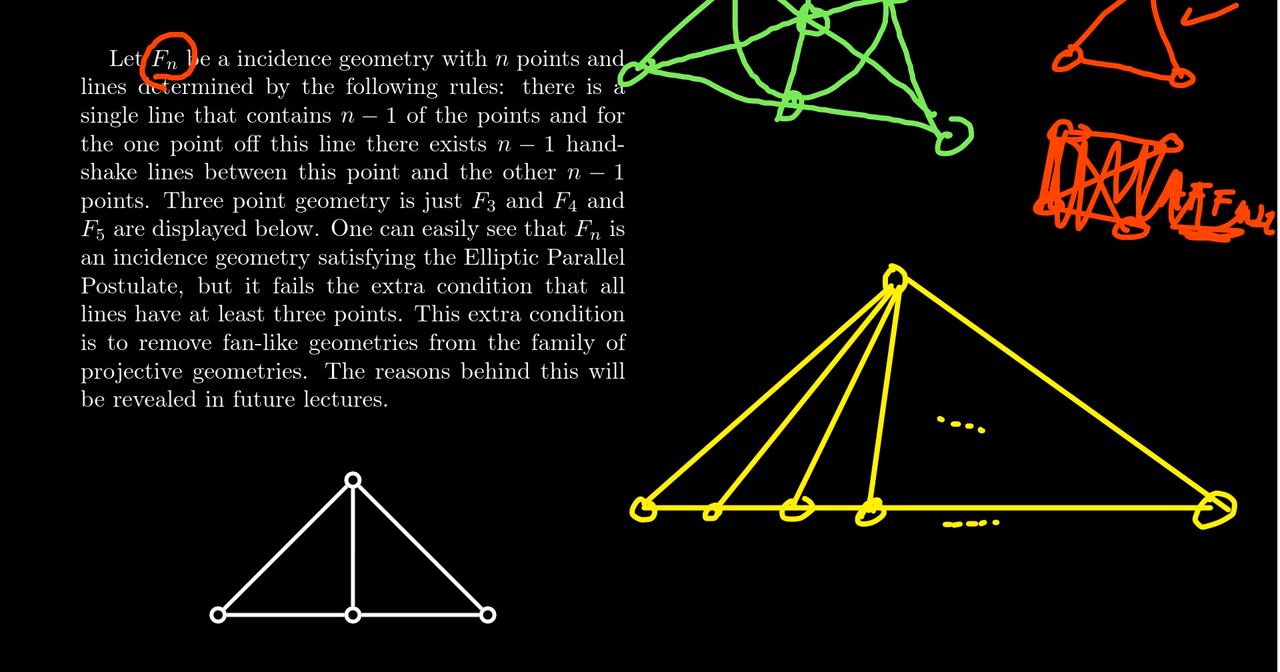 Let F_n be a incidence geometry with n points and
lines determined by the following rules: there is a
single line that contains n − 1 of the points and for
the one point off this line there exists n − 1 hand-
shake lines between this point and the other n − 1
points. Three point geometry is just F_3 and F_4 and
F_5 are displayed below. One can easily see that F_n is
an incidence geometry satisfying the Elliptic Parallel
Postulate, but it fails the extra condition that all
lines have at least three points. This extra condition
is to remove fan-like geometries from the family of
projective geometries. The reasons behind this will
be revealed in future lectures.